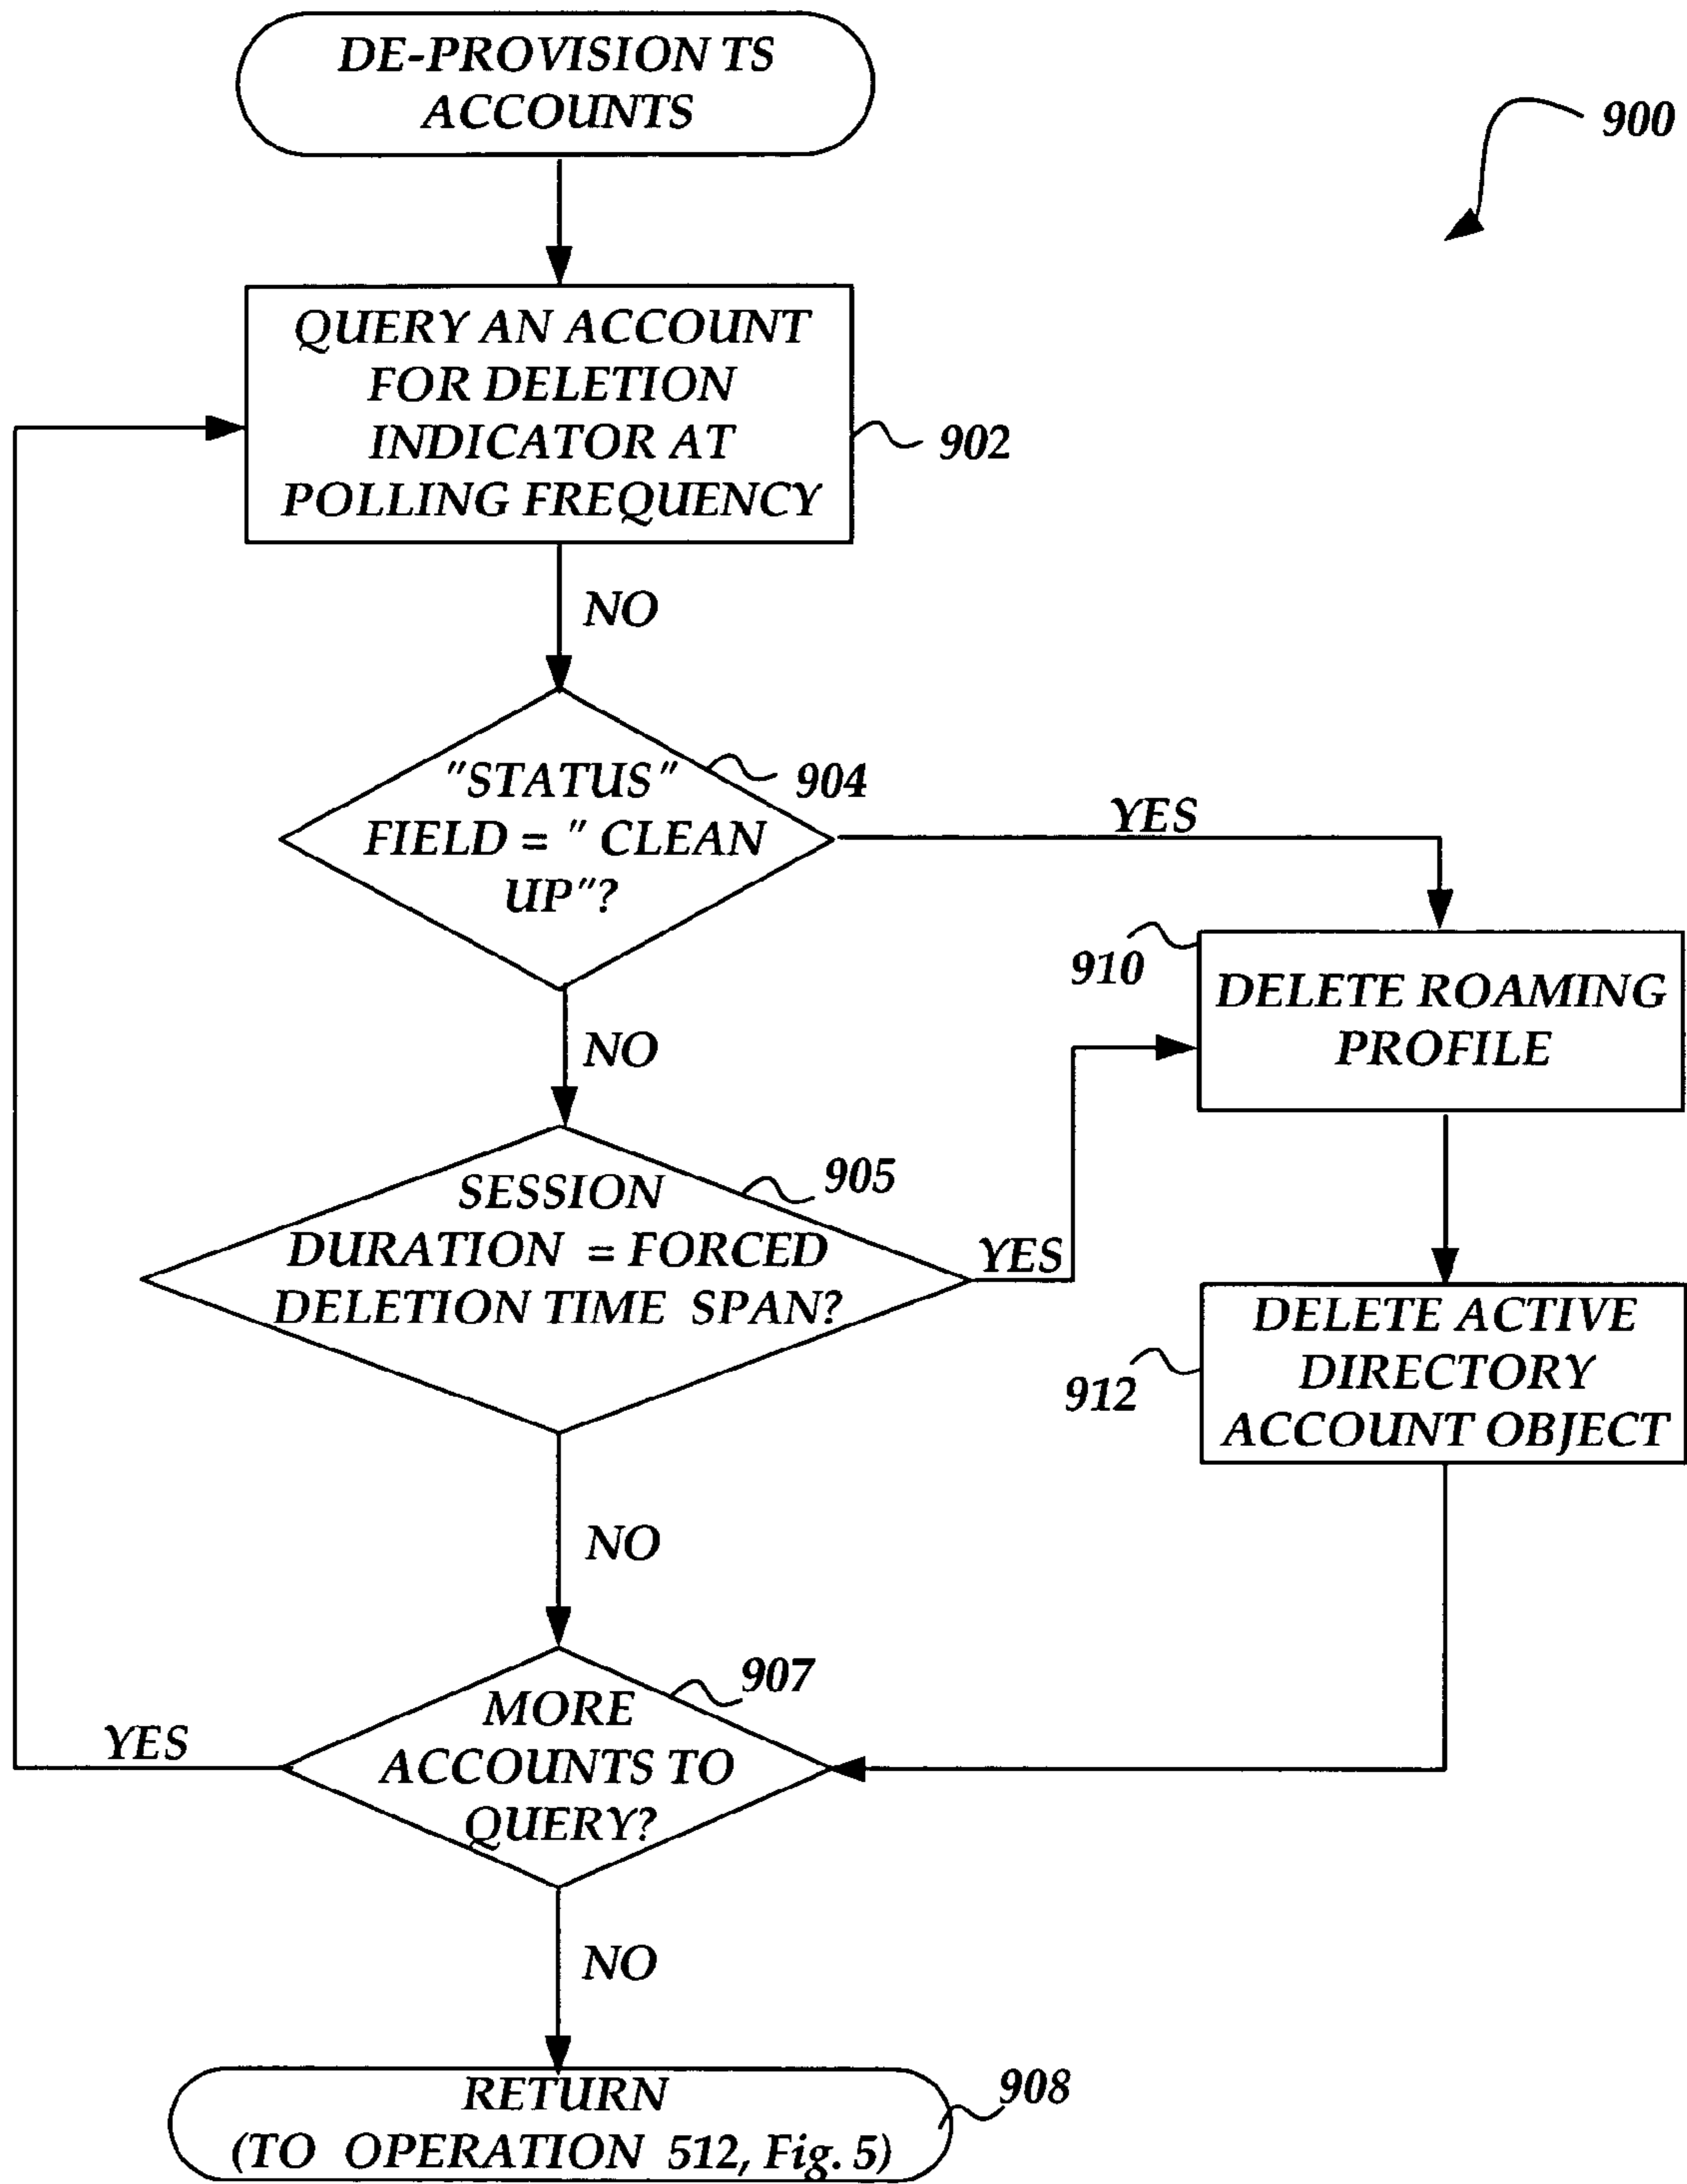 DE-PROVISION TS
ACCOUNTS
900
QUERY AN ACCOUNT
FOR DELETION
INDICATOR AT
POLLING FREQUENCY
902
NO
"STATUS"
FIELD = " CLEAN
UP"?
904
YES
910
DELETE ROAMING
PROFILE
NO
SESSION
DURATION = FORCED
DELETION TIME SPAN?
905
YES
DELETE ACTIVE
DIRECTORY
ACCOUNT OBJECT
912
NO
MORE
ACCOUNTS TO
QUERY?
907
YES
NO
RETURN
(TO OPERATION 512, Fig. 5)
908